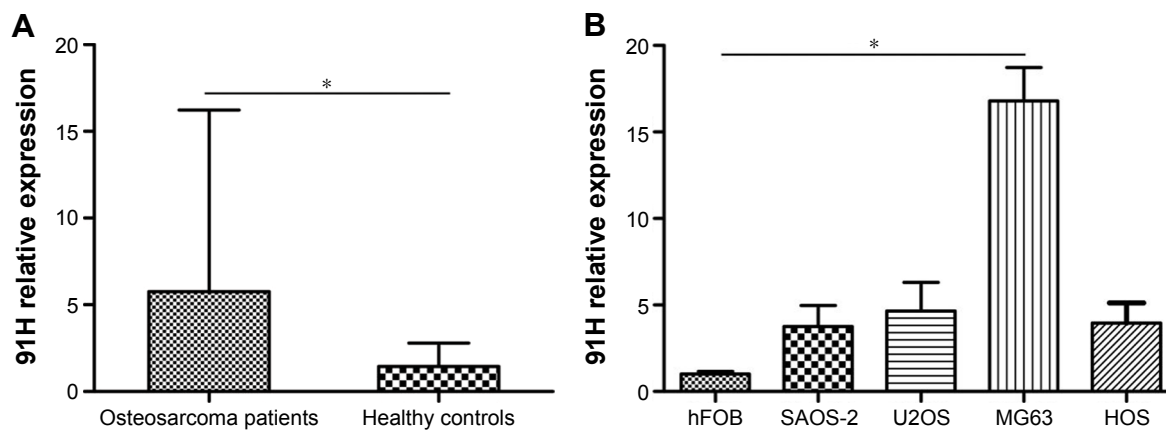 A
91H relative expression
20
15
10
5
0
*
Osteosarcoma patients
Healthy controls
B
91H relative expression
20
15
10
5
0
*
hFOB
SAOS-2
U2OS
MG63
HOS